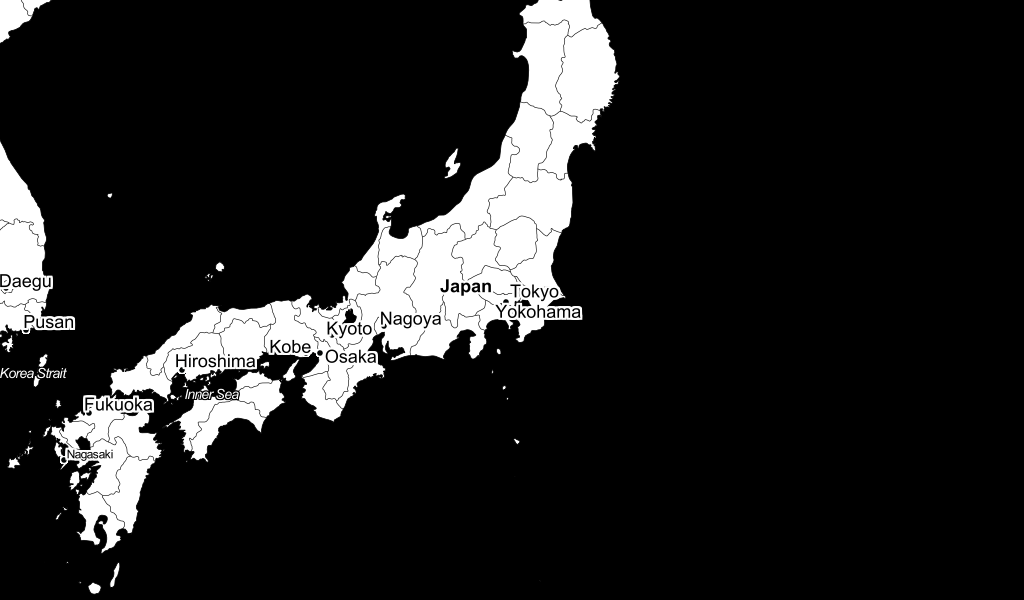 Daegu
Japan
Tokyo
Yokohama
Pusan
Nagoya
Kyoto
Kobe
Osaka
Hiroshima
Korea Strait
Inner Sea
Fukuoka
Nagasaki